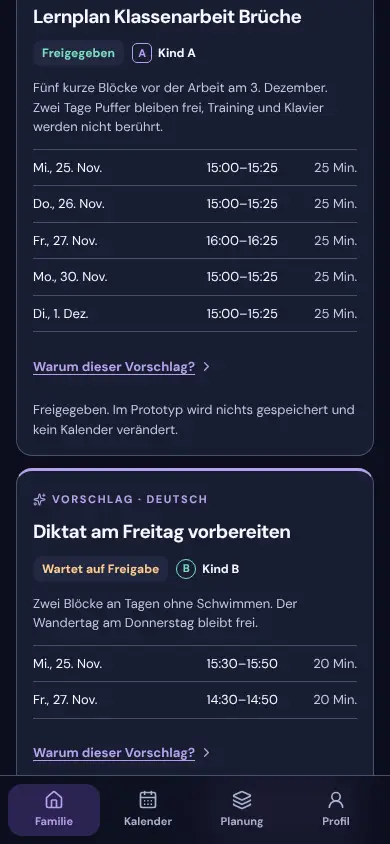 Lernplan Klassenarbeit Brüche
Freigegeben A Kind A
Fünf kurze Blöcke vor der Arbeit am 3. Dezember.
Zwei Tage Puffer bleiben frei, Training und Klavier
werden nicht berührt.
Mi., 25. Nov. 15:00–15:25 25 Min.
Do., 26. Nov. 15:00–15:25 25 Min.
Fr., 27. Nov. 16:00–16:25 25 Min.
Mo., 30. Nov. 15:00–15:25 25 Min.
Di., 1. Dez. 15:00–15:25 25 Min.
Warum dieser Vorschlag?
Freigegeben. Im Prototyp wird nichts gespeichert und
kein Kalender verändert.
VORSCHLAG · DEUTSCH
Diktat am Freitag vorbereiten
Wartet auf Freigabe B Kind B
Zwei Blöcke an Tagen ohne Schwimmen. Der
Wandertag am Donnerstag bleibt frei.
Mi., 25. Nov. 15:30–15:50 20 Min.
Fr., 27. Nov. 14:30–14:50 20 Min.
Warum dieser Vorschlag?
Familie Kalender Planung Profil